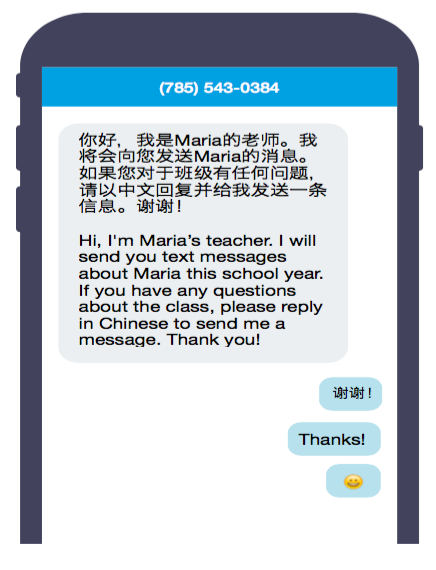 (785) 543-0384
你好，我是Maria的老师。我
将会向您发送Maria的消息。
如果您对于班级有任何问题，
请以中文回复并给我发送一条
信息。谢谢！
Hi, I'm Maria’s teacher. I will
send you text messages
about Maria this school year.
If you have any questions
about the class, please reply
in Chinese to send me a
message. Thank you!
谢谢！
Thanks!
😀